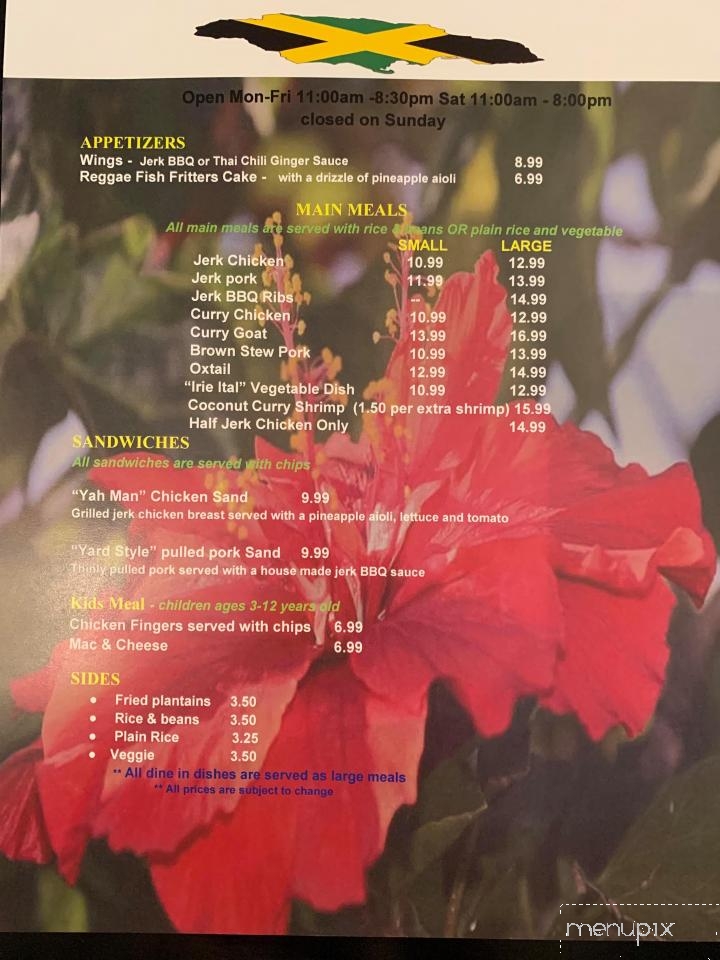 Open Mon-Fri 11:00am -8:30pm Sat 11:00am - 8:00pm
closed on Sunday
APPETIZERS
Wings - Jerk BBQ or Thai Chili Ginger Sauce 8.99
Reggae Fish Fritters Cake - with a drizzle of pineapple aioli 6.99
MAIN MEALS
All main meals are served with rice & beans OR plain rice and vegetable
SMALL LARGE
Jerk Chicken 10.99 12.99
Jerk pork 11.99 13.99
Jerk BBQ Ribs -- 14.99
Curry Chicken 10.99 12.99
Curry Goat 13.99 16.99
Brown Stew Pork 10.99 13.99
Oxtail 12.99 14.99
“Irie Ital” Vegetable Dish 10.99 12.99
Coconut Curry Shrimp (1.50 per extra shrimp) 15.99
Half Jerk Chicken Only 14.99
SANDWICHES
All sandwiches are served with chips
“Yah Man” Chicken Sand 9.99
Grilled jerk chicken breast served with a pineapple aioli, lettuce and tomato
“Yard Style” pulled pork Sand 9.99
Thinly pulled pork served with a house made jerk BBQ sauce
Kids Meal - children ages 3-12 years old
Chicken Fingers served with chips 6.99
Mac & Cheese 6.99
SIDES
• Fried plantains 3.50
• Rice & beans 3.50
• Plain Rice 3.25
• Veggie 3.50
** All dine in dishes are served as large meals
** All prices are subject to change
menupix